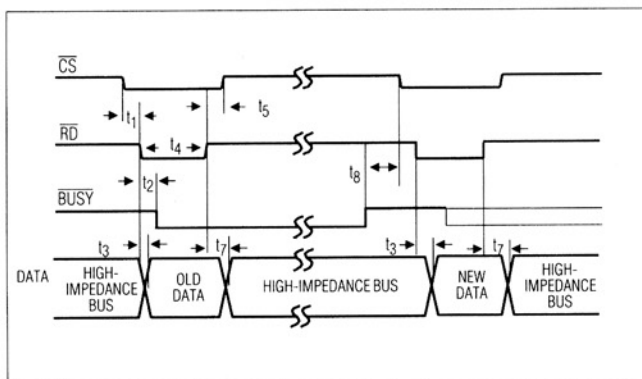 CS
t1
t5
RD
t4
t8
t2
BUSY
t3
t7
t3
t7
DATA
HIGH-
IMPEDANCE
BUS
OLD
DATA
HIGH-IMPEDANCE BUS
NEW
DATA
HIGH-
IMPEDANCE
BUS